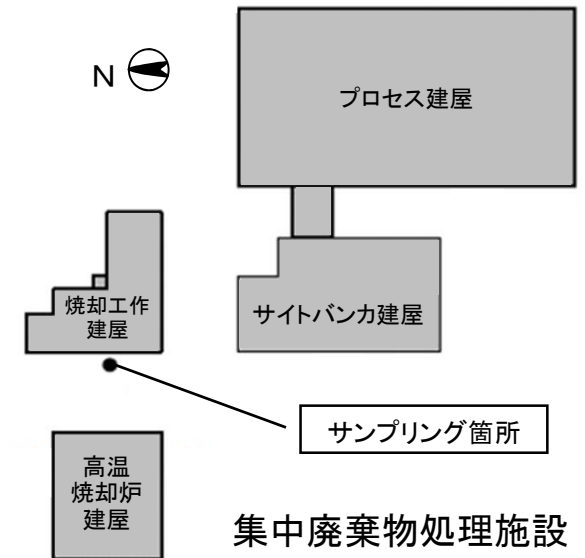 N
プロセス建屋
焼却工作
建屋
サイトバンカ建屋
サンプリング箇所
高温
焼却炉
建屋
集中廃棄物処理施設